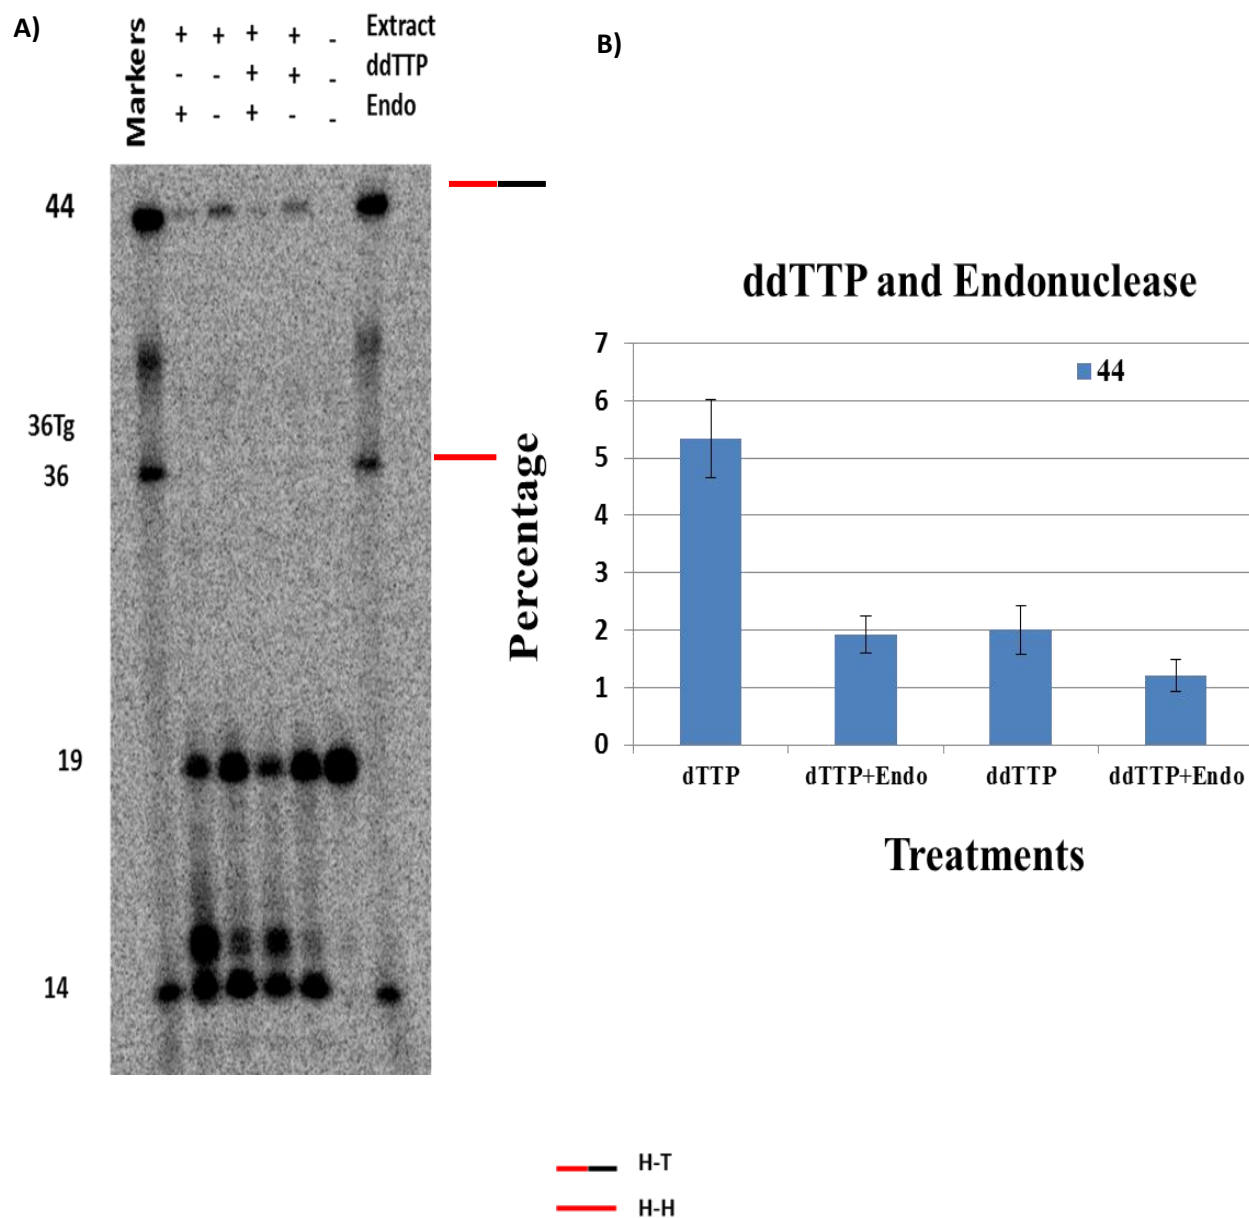 A)
Markers
+ + + + - Extract
- - + + - ddTTP
+ - + - - Endo
44
36Tg
36
19
14
B)
ddTTP and Endonuclease
44
Percentage
7
6
5
4
3
2
1
0
dTTP dTTP+Endo ddTTP ddTTP+Endo
Treatments
H-T
H-H